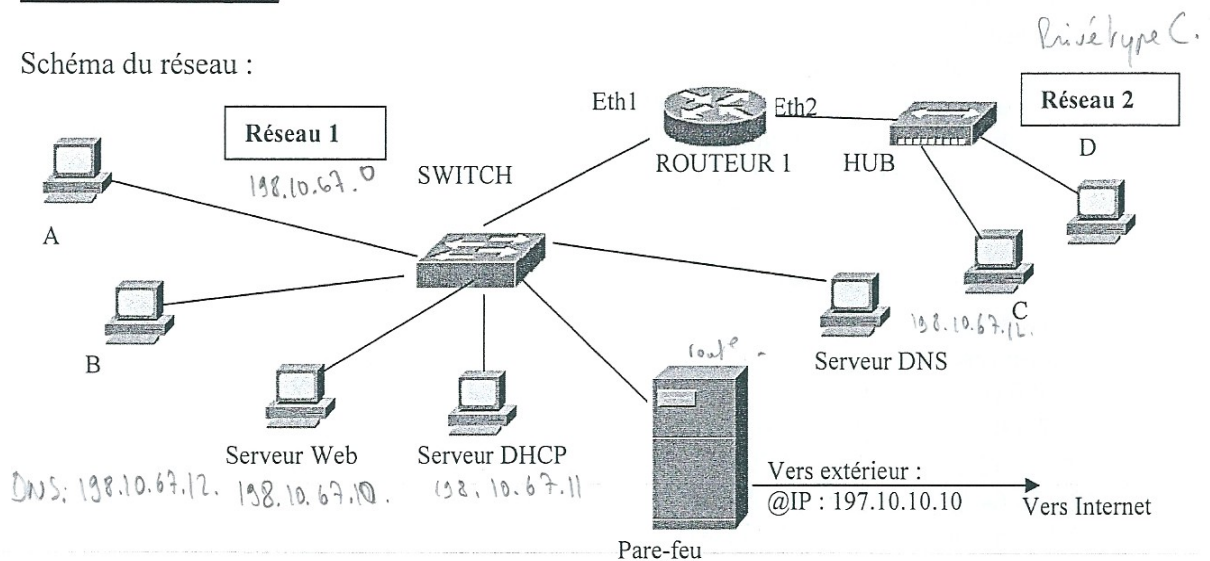 Privé type C.
Schéma du réseau :
Eth1
Eth2
Réseau 2
Réseau 1
198.10.67.0
SWITCH
ROUTEUR 1
HUB
D
A
C
198.10.67.12.
B
Serveur DNS
Serveur Web
Serveur DHCP
DNS: 198.10.67.12.
198.10.67.10.
198.10.67.11
Vers extérieur :
@IP : 197.10.10.10
Vers Internet
Pare-feu